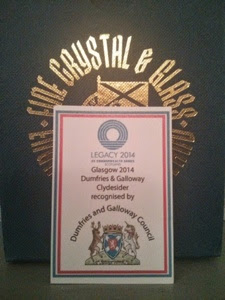 FINE CRYSTAL & GLASS
LEGACY 2014
XX COMMONWEALTH GAMES
Glasgow 2014
Dumfries & Galloway
Clydesider
recognised by
Dumfries and Galloway Council